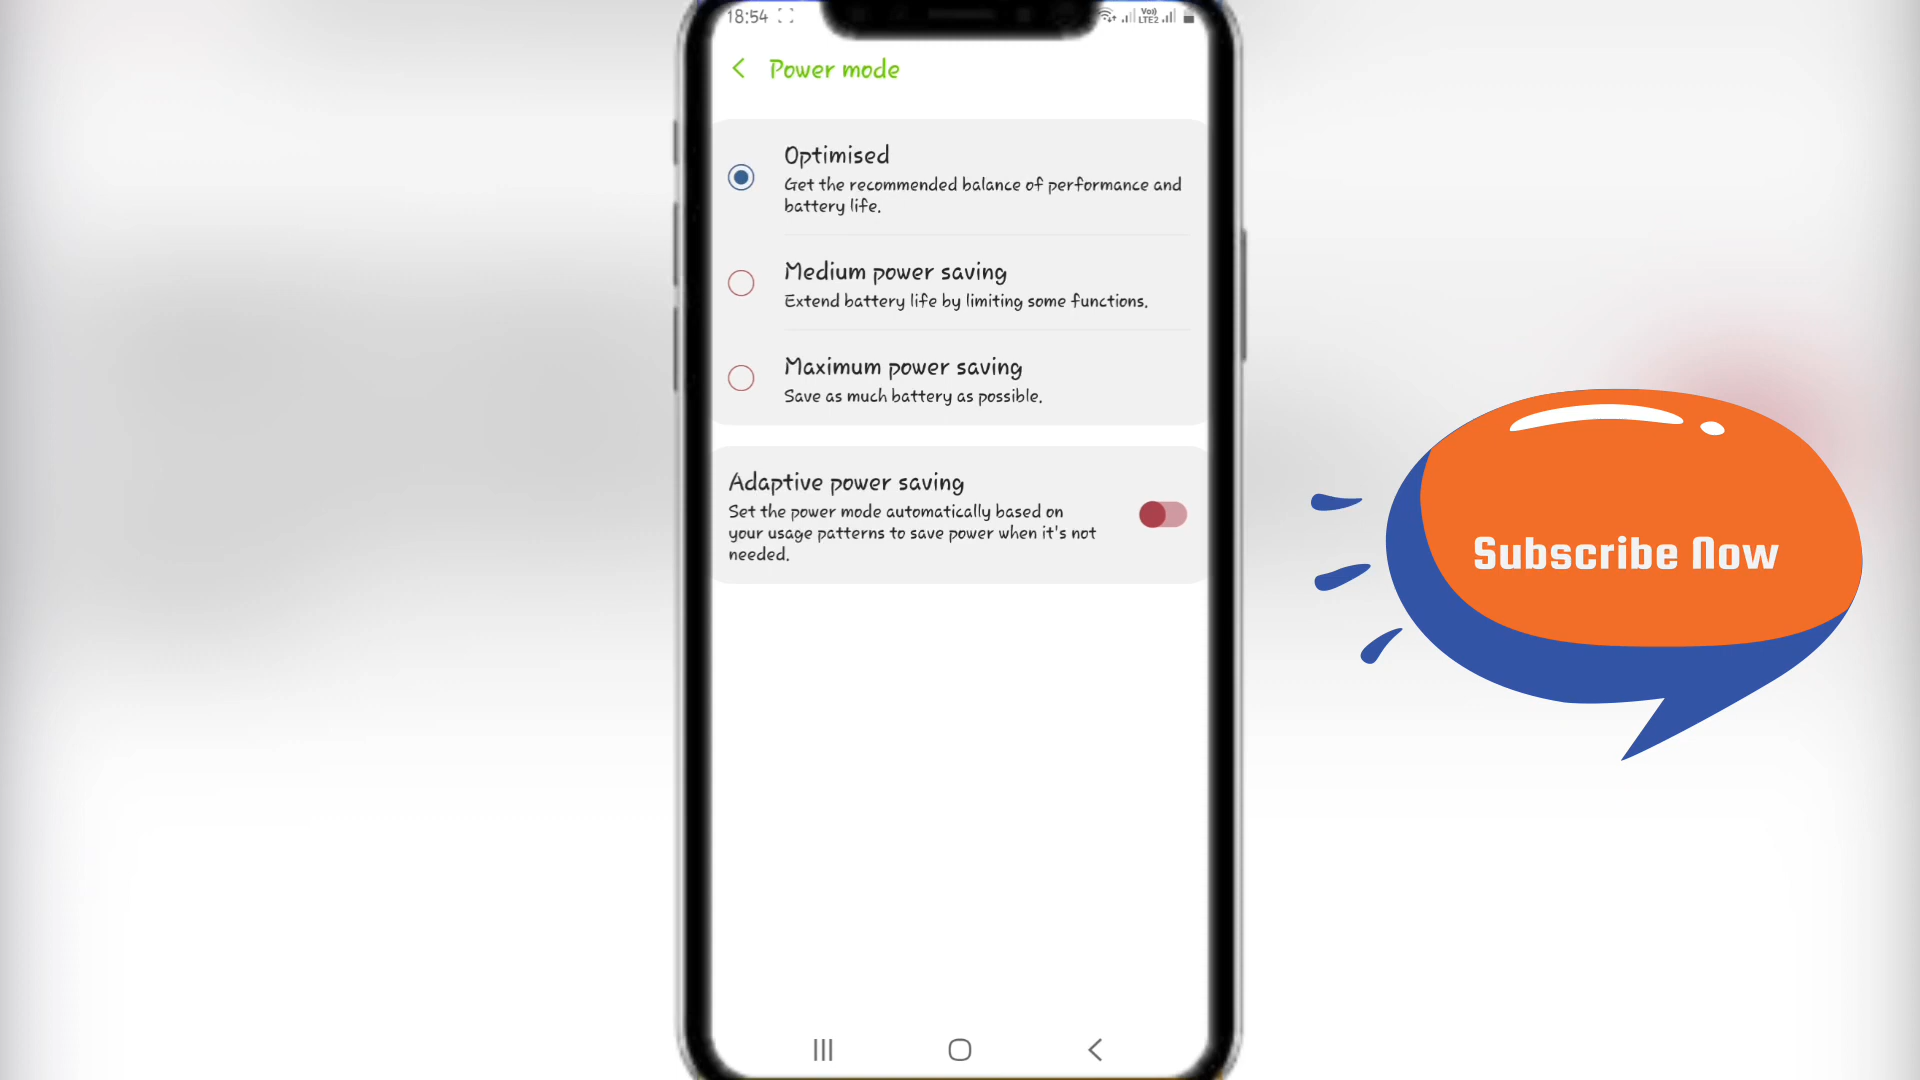 18:54
Vo))
LTE2
Power mode
Optimised
Get the recommended balance of performance and
battery life.
Medium power saving
Extend battery life by limiting some functions.
Maximum power saving
Save as much battery as possible.
Adaptive power saving
Set the power mode automatically based on
your usage patterns to save power when it's not
needed.
Subscribe Now